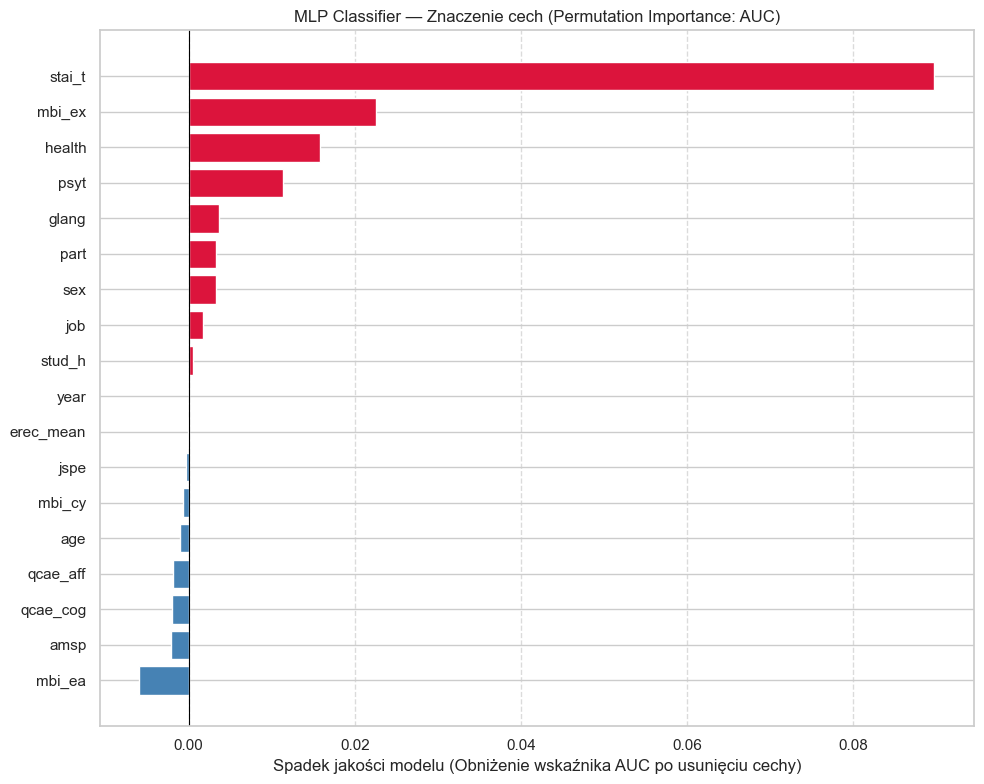 MLP Classifier — Znaczenie cech (Permutation Importance: AUC)
stai_t
mbi_ex
health
psyt
glang
part
sex
job
stud_h
year
erec_mean
jspe
mbi_cy
age
qcae_aff
qcae_cog
amsp
mbi_ea
0.00 0.02 0.04 0.06 0.08
Spadek jakości modelu (Obniżenie wskaźnika AUC po usunięciu cechy)